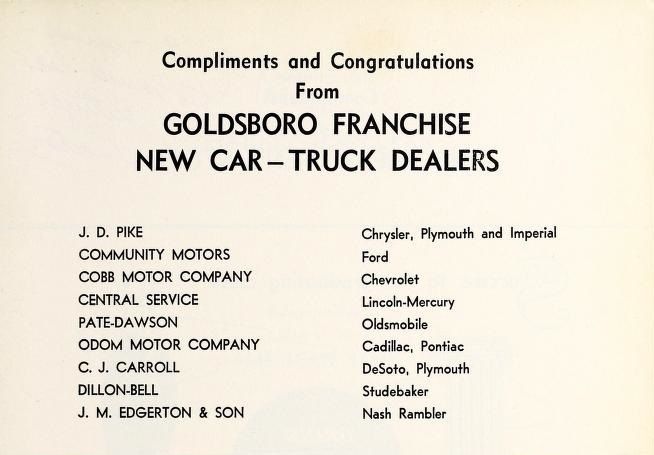 Compliments and Congratulations
From
GOLDSBORO FRANCHISE
NEW CAR—TRUCK DEALERS
J. D. PIKE Chrysler, Plymouth and Imperial
COMMUNITY MOTORS Ford
COBB MOTOR COMPANY Chevrolet
CENTRAL SERVICE Lincoln-Mercury
PATE-DAWSON Oldsmobile
ODOM MOTOR COMPANY Cadillac, Pontiac
C. J. CARROLL DeSoto, Plymouth
DILLON-BELL Studebaker
J. M. EDGERTON & SON Nash Rambler